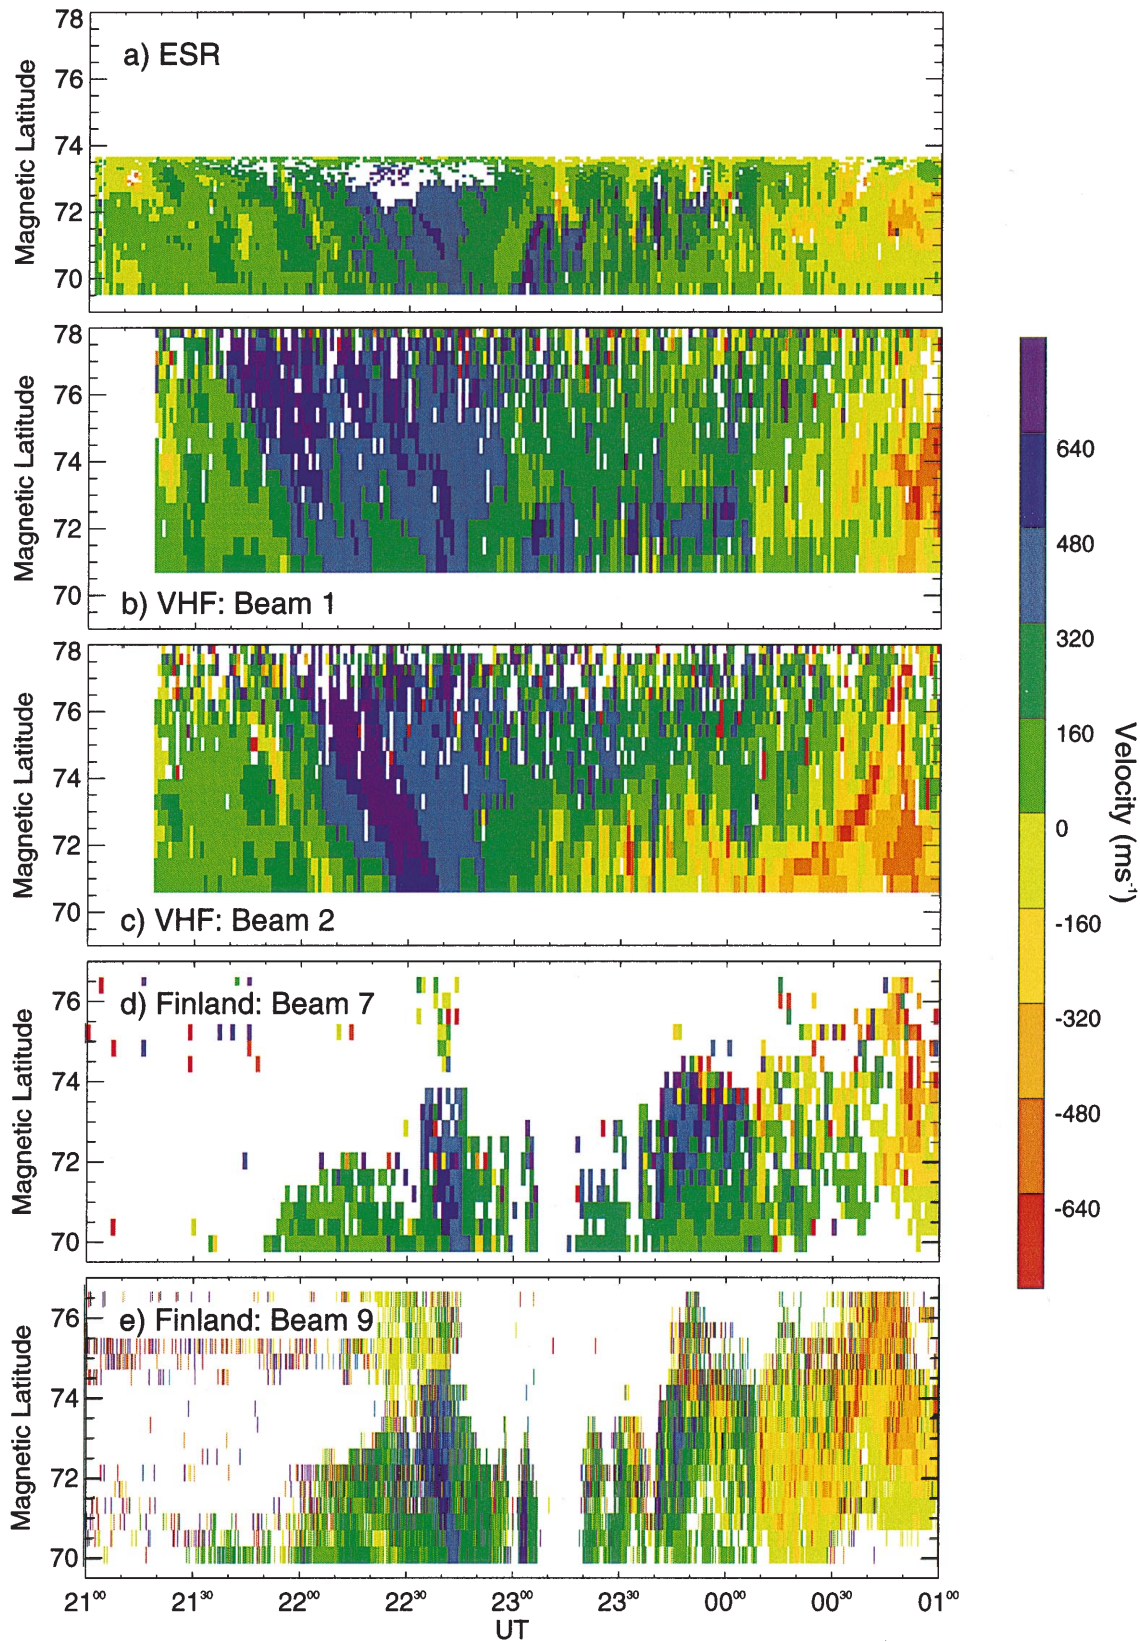 78
a) ESR
76
74
72
70
Magnetic Latitude
78
76
74
72
70
Magnetic Latitude
b) VHF: Beam 1
78
76
74
72
70
Magnetic Latitude
c) VHF: Beam 2
76
74
72
70
Magnetic Latitude
d) Finland: Beam 7
76
74
72
70
Magnetic Latitude
e) Finland: Beam 9
21⁰⁰ 21³⁰ 22⁰⁰ 22³⁰ 23⁰⁰ 23³⁰ 00⁰⁰ 00³⁰ 01⁰⁰
UT
640
480
320
160
0
-160
-320
-480
-640
Velocity (ms⁻¹)